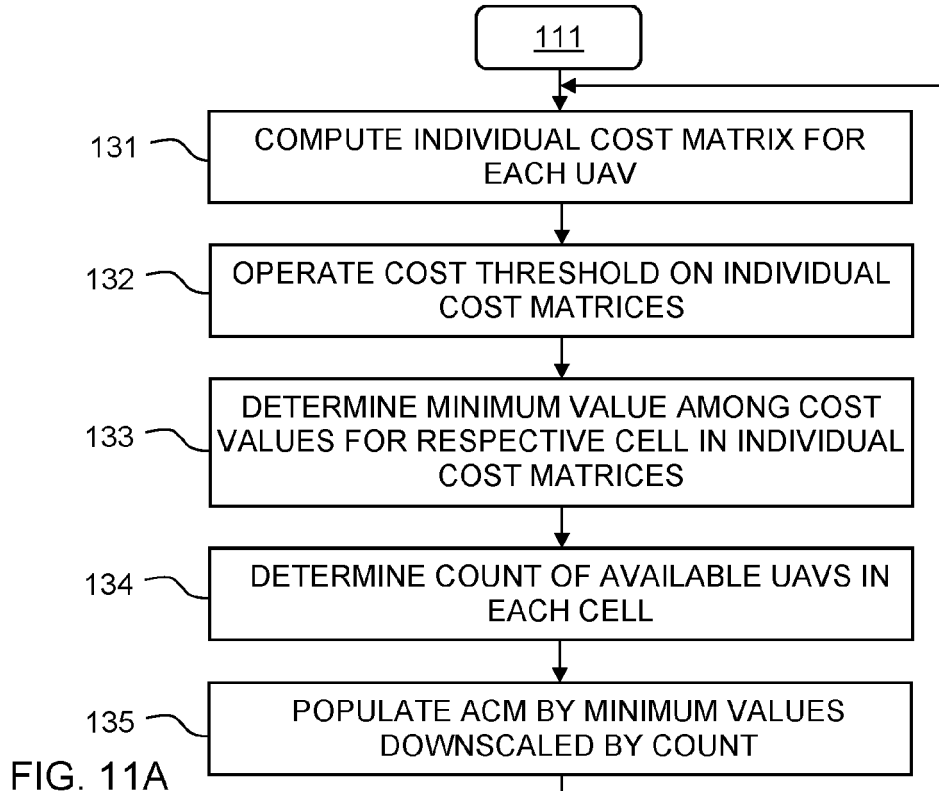 111
131
COMPUTE INDIVIDUAL COST MATRIX FOR
EACH UAV
132
OPERATE COST THRESHOLD ON INDIVIDUAL
COST MATRICES
133
DETERMINE MINIMUM VALUE AMONG COST
VALUES FOR RESPECTIVE CELL IN INDIVIDUAL
COST MATRICES
134
DETERMINE COUNT OF AVAILABLE UAVS IN
EACH CELL
135
POPULATE ACM BY MINIMUM VALUES
DOWNSCALED BY COUNT
FIG. 11A